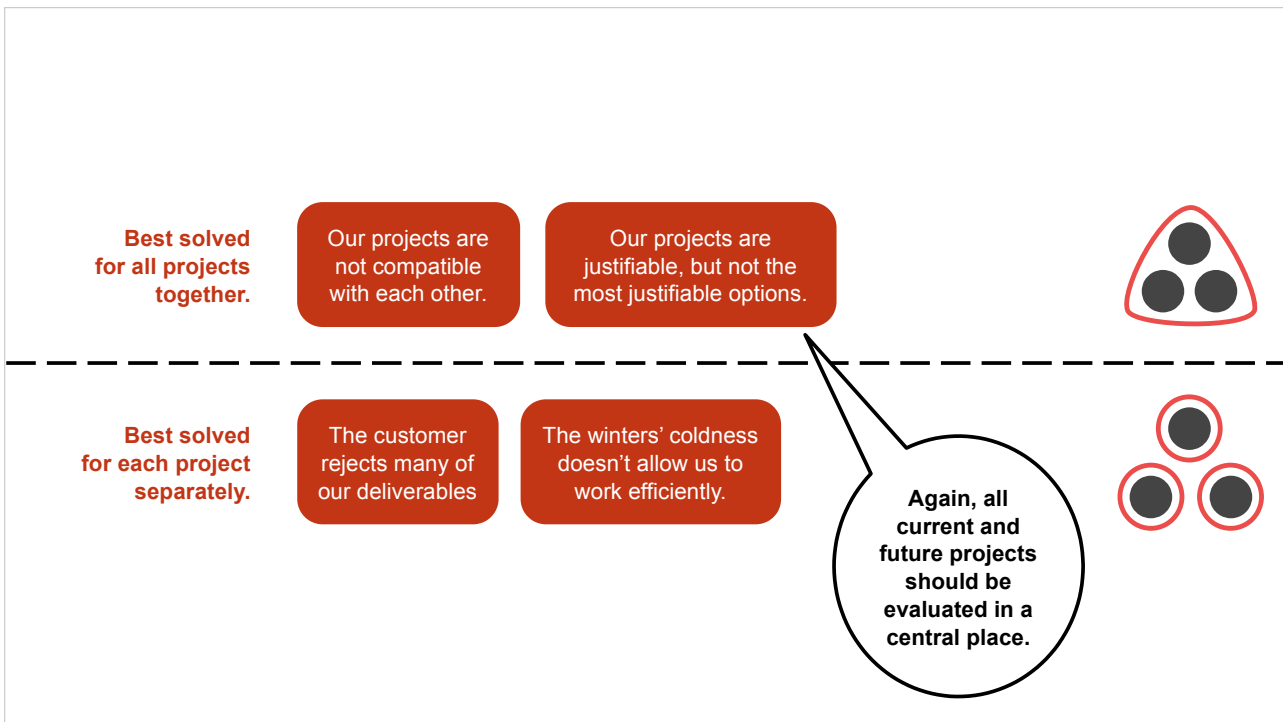 Best solved
for all projects
together.
Our projects are
not compatible
with each other.
Our projects are
justifiable, but not the
most justifiable options.
Best solved
for each project
separately.
The customer
rejects many of
our deliverables
The winters’ coldness
doesn’t allow us to
work efficiently.
Again, all
current and
future projects
should be
evaluated in a
central place.